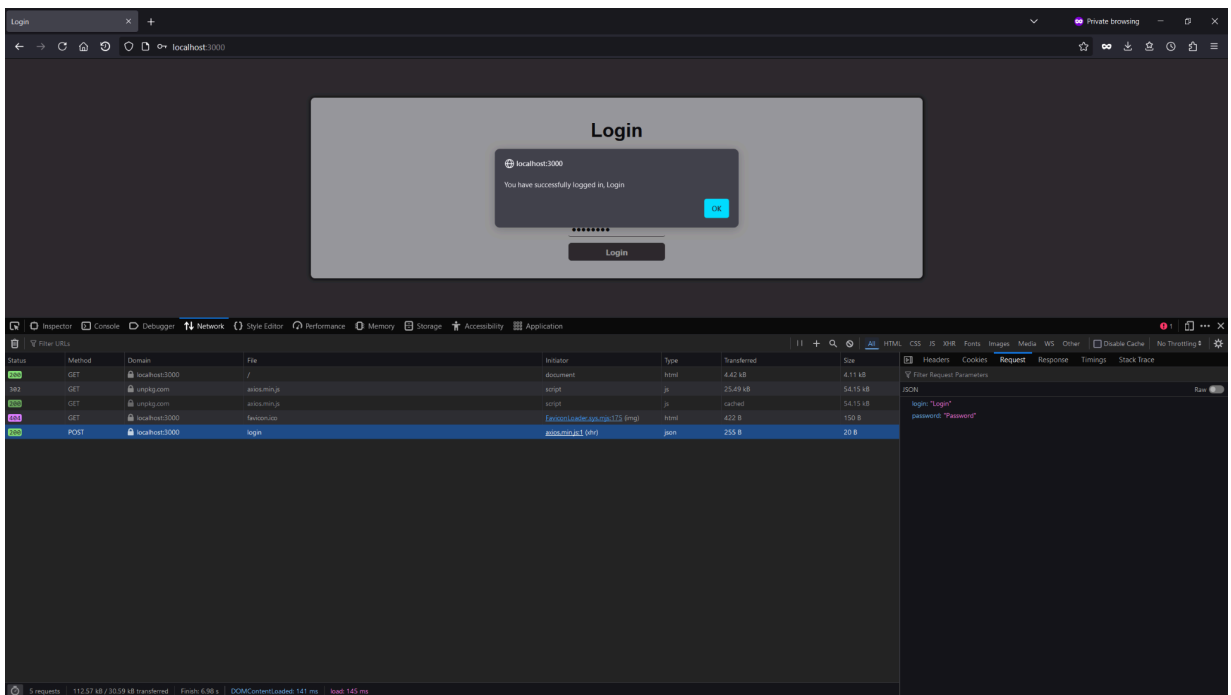 Login
Private browsing
localhost:3000
Login
localhost:3000
You have successfully logged in, Login
OK
Login
Inspector Console Debugger Network Style Editor Performance Memory Storage Accessibility Application 1
Filter URLs
All HTML CSS JS XHR Fonts Images Media WS Other Disable Cache No Throttling
Status Method Domain File Initiator Type Transferred Size
200 GET localhost:3000 / document html 4.42 kB 4.11 kB
302 GET unpkg.com axios.min.js script js 25.49 kB 54.15 kB
200 GET unpkg.com axios.min.js script js cached 54.15 kB
404 GET localhost:3000 favicon.ico FaviconLoader.sys.mjs:175 (img) html 422 B 150 B
200 POST localhost:3000 login axios.min.js:1 (xhr) json 255 B 20 B
Headers Cookies Request Response Timings Stack Trace
Filter Request Parameters
JSON Raw
login: "Login"
password: "Password"
5 requests 112.57 kB / 30.59 kB transferred Finish: 6.98 s DOMContentLoaded: 141 ms load: 145 ms